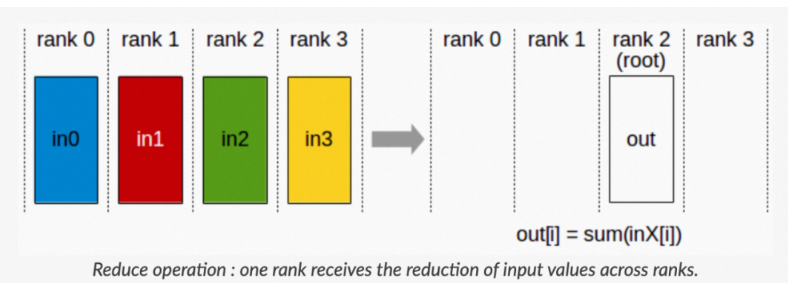 rank 0 rank 1 rank 2 rank 3 rank 0 rank 1 rank 2 rank 3
(root)
in0 in1 in2 in3 out
out[i] = sum(inX[i])
Reduce operation : one rank receives the reduction of input values across ranks.